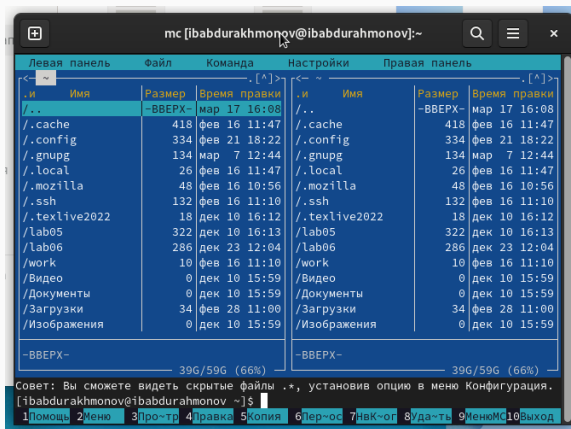 mc [ibabdurakhmonov@ibabdurahmonov]:~
Левая панель Файл Команда Настройки Правая панель
<- ~ .[^]> <- ~ .[^]>
.и Имя Размер Время правки .и Имя Размер Время правки
/.. -ВВЕРХ- мар 17 16:08 /.. -ВВЕРХ- мар 17 16:08
/.cache 418 фев 16 11:47 /.cache 418 фев 16 11:47
/.config 334 фев 21 18:22 /.config 334 фев 21 18:22
/.gnupg 134 мар 7 12:44 /.gnupg 134 мар 7 12:44
/.local 26 фев 16 11:47 /.local 26 фев 16 11:47
/.mozilla 48 фев 16 10:56 /.mozilla 48 фев 16 10:56
/.ssh 132 фев 16 11:10 /.ssh 132 фев 16 11:10
/.texlive2022 18 дек 10 16:12 /.texlive2022 18 дек 10 16:12
/lab05 322 дек 10 16:13 /lab05 322 дек 10 16:13
/lab06 286 дек 23 12:04 /lab06 286 дек 23 12:04
/work 10 фев 16 11:10 /work 10 фев 16 11:10
/Видео 0 дек 10 15:59 /Видео 0 дек 10 15:59
/Документы 0 дек 10 15:59 /Документы 0 дек 10 15:59
/Загрузки 34 фев 28 11:00 /Загрузки 34 фев 28 11:00
/Изображения 0 дек 10 15:59 /Изображения 0 дек 10 15:59
-ВВЕРХ- -ВВЕРХ-
39G/59G (66%) 39G/59G (66%)
Совет: Вы сможете видеть скрытые файлы .*, установив опцию в меню Конфигурация.
[ibabdurakhmonov@ibabdurahmonov ~]$
1Помощь 2Меню 3Про~тр 4Правка 5Копия 6Пер~ос 7НвК~ог 8Уда~ть 9МенюMC 10Выход